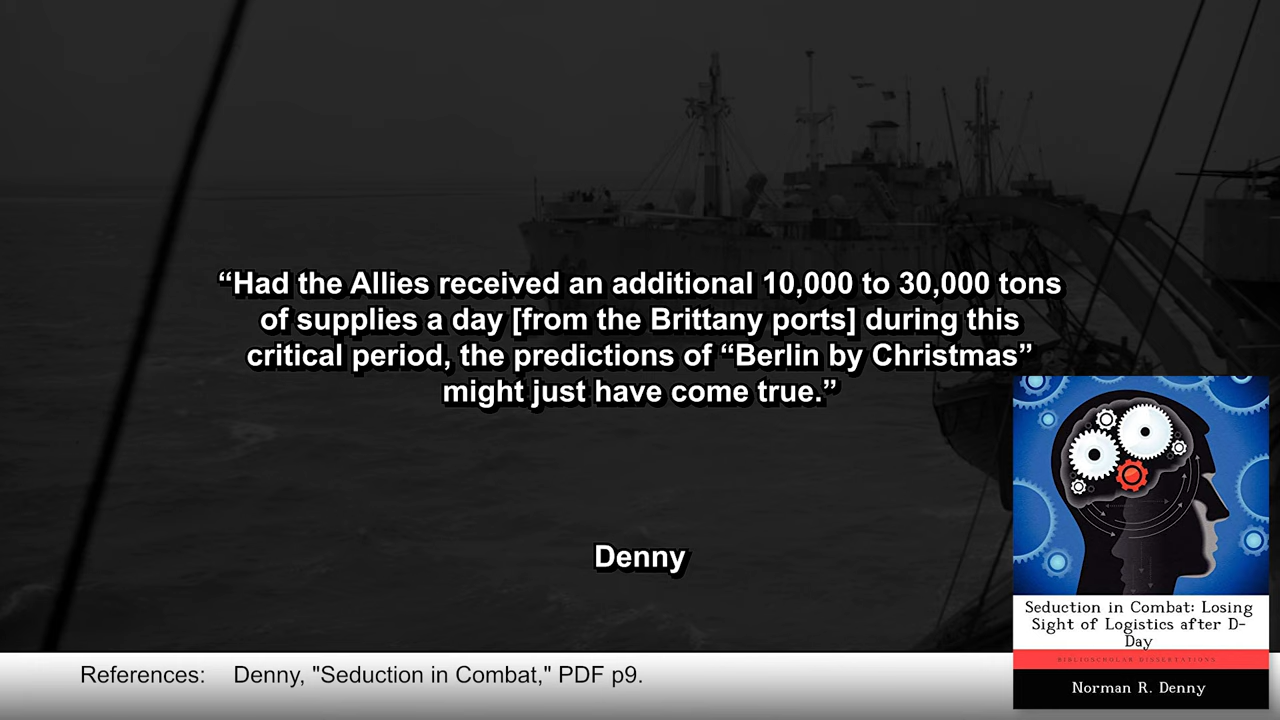 “Had the Allies received an additional 10,000 to 30,000 tons
of supplies a day [from the Brittany ports] during this
critical period, the predictions of “Berlin by Christmas”
might just have come true.”
Denny
Seduction in Combat: Losing
Sight of Logistics after D-
Day
BIBLIOSCHOLAR DISSERTATIONS
Norman R. Denny
References: Denny, "Seduction in Combat," PDF p9.